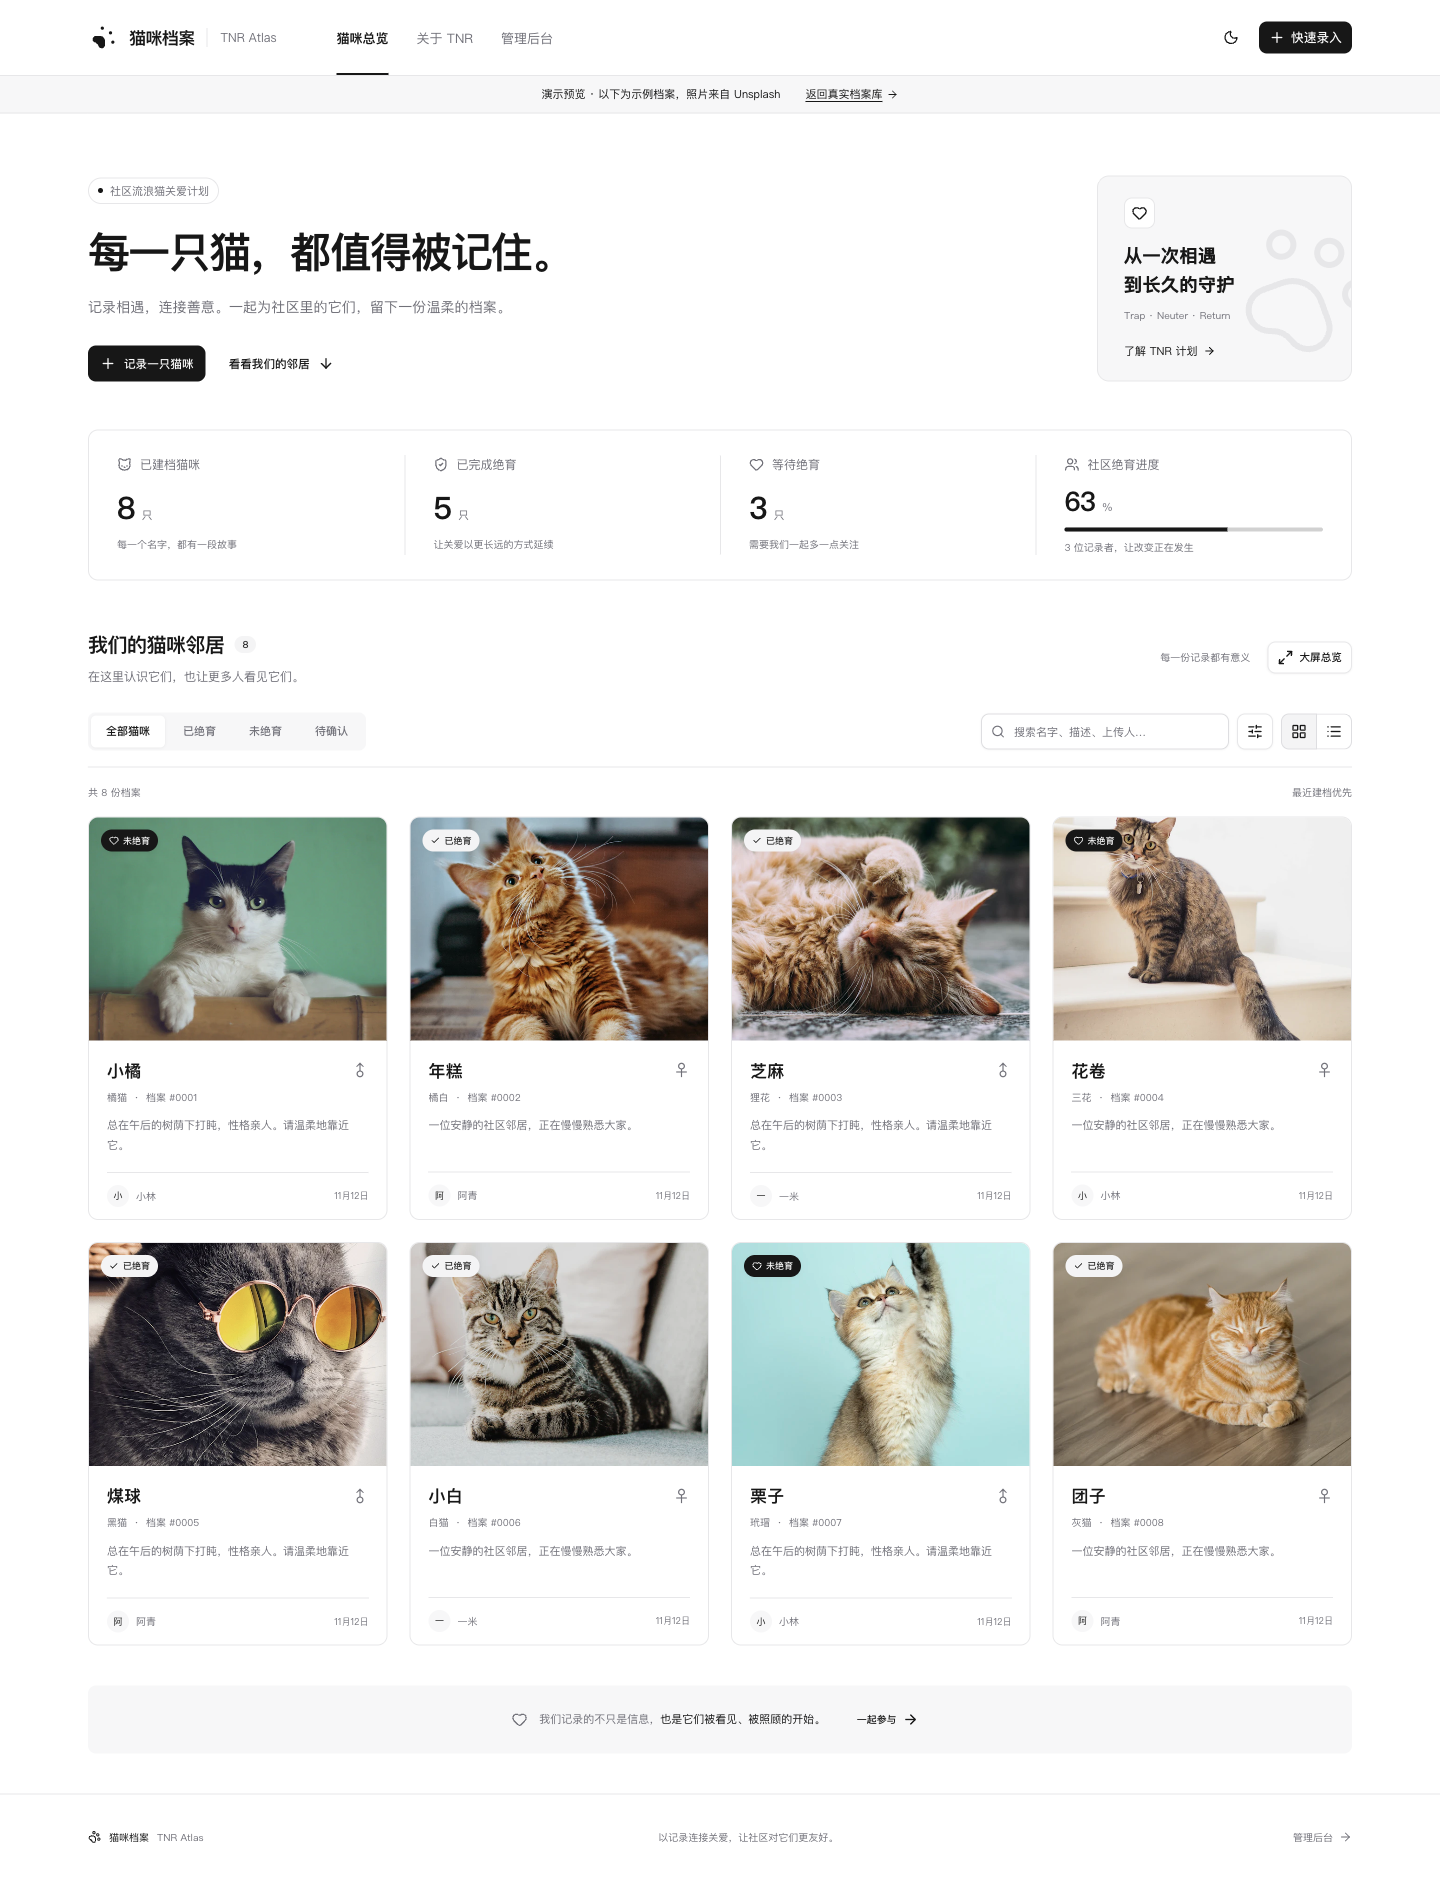 猫咪档案 TNR Atlas 猫咪总览 关于 TNR 管理后台 快速录入
演示预览 · 以下为示例档案，照片来自 Unsplash 返回真实档案库 →
社区流浪猫关爱计划
每一只猫，都值得被记住。
记录相遇，连接善意。一起为社区里的它们，留下一份温柔的档案。
记录一只猫咪 看看我们的邻居 ↓
从一次相遇
到长久的守护
Trap · Neuter · Return
了解 TNR 计划 →
已建档猫咪
8 只
每一个名字，都有一段故事
已完成绝育
5 只
让关爱以更长远的方式延续
等待绝育
3 只
需要我们一起多一点关注
社区绝育进度
63 %
3 位记录者，让改变正在发生
我们的猫咪邻居 8
在这里认识它们，也让更多人看见它们。
每一份记录都有意义 大屏总览
全部猫咪 已绝育 未绝育 待确认
搜索名字、描述、上传人...
共 8 份档案 最近建档优先
未绝育
小橘
橘猫 · 档案 #0001
总在午后的树荫下打盹，性格亲人。请温柔地靠近
它。
小 小林 11月12日
已绝育
年糕
橘白 · 档案 #0002
一位安静的社区邻居，正在慢慢熟悉大家。
阿 阿青 11月12日
已绝育
芝麻
狸花 · 档案 #0003
总在午后的树荫下打盹，性格亲人。请温柔地靠近
它。
一 一米 11月12日
未绝育
花卷
三花 · 档案 #0004
一位安静的社区邻居，正在慢慢熟悉大家。
小 小林 11月12日
已绝育
煤球
黑猫 · 档案 #0005
总在午后的树荫下打盹，性格亲人。请温柔地靠近
它。
阿 阿青 11月12日
已绝育
小白
白猫 · 档案 #0006
一位安静的社区邻居，正在慢慢熟悉大家。
一 一米 11月12日
未绝育
栗子
玳瑁 · 档案 #0007
总在午后的树荫下打盹，性格亲人。请温柔地靠近
它。
小 小林 11月12日
已绝育
团子
灰猫 · 档案 #0008
一位安静的社区邻居，正在慢慢熟悉大家。
阿 阿青 11月12日
我们记录的不只是信息，也是它们被看见、被照顾的开始。 一起参与 →
猫咪档案 TNR Atlas 以记录连接关爱，让社区对它们更友好。 管理后台 →